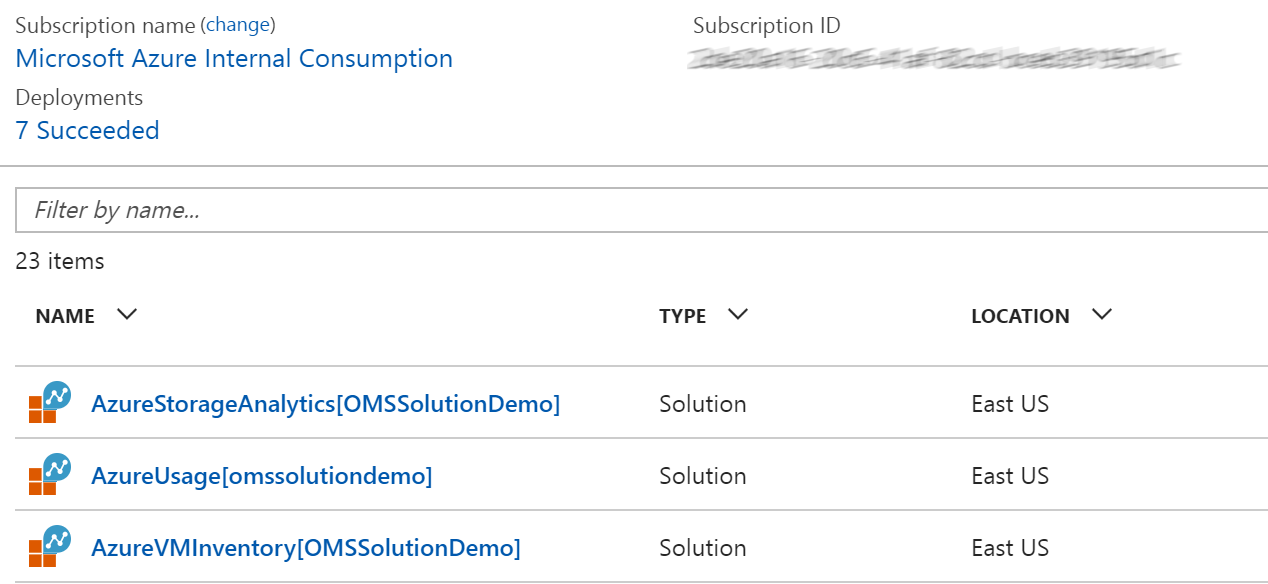 Subscription name (change)
Subscription ID
Microsoft Azure Internal Consumption
Deployments
7 Succeeded
Filter by name...
23 items
NAME TYPE LOCATION
AzureStorageAnalytics[OMSSolutionDemo] Solution East US
AzureUsage[omssolutiondemo] Solution East US
AzureVMInventory[OMSSolutionDemo] Solution East US